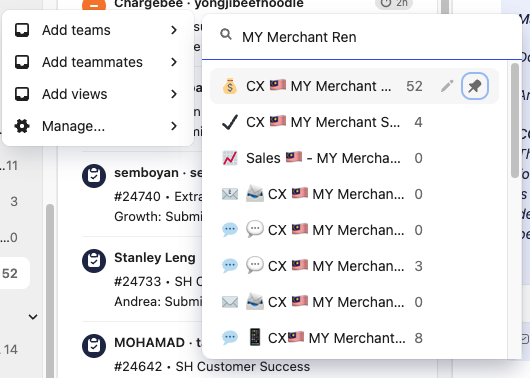 Chargebee · yongjibeefnoodle
2h
Add teams
Add teammates
Add views
Manage...
MY Merchant Ren
CX 🇲🇾 MY Merchant ... 52
CX 🇲🇾 MY Merchant S... 4
Sales 🇲🇾 - MY Mercha... 0
CX 🇲🇾 MY Merchan... 0
CX 🇲🇾 MY Merchan... 0
CX 🇲🇾 MY Merchan... 3
CX 🇲🇾 MY Merchan... 0
CX🇲🇾 MY Merchant... 8
...11
3
...0
52
14
semboyan · se
#24740 • Extra
Growth: Submi
Stanley Leng
#24733 • SH C
Andrea: Submi
MOHAMAD · ta
#24642 • SH Customer Success